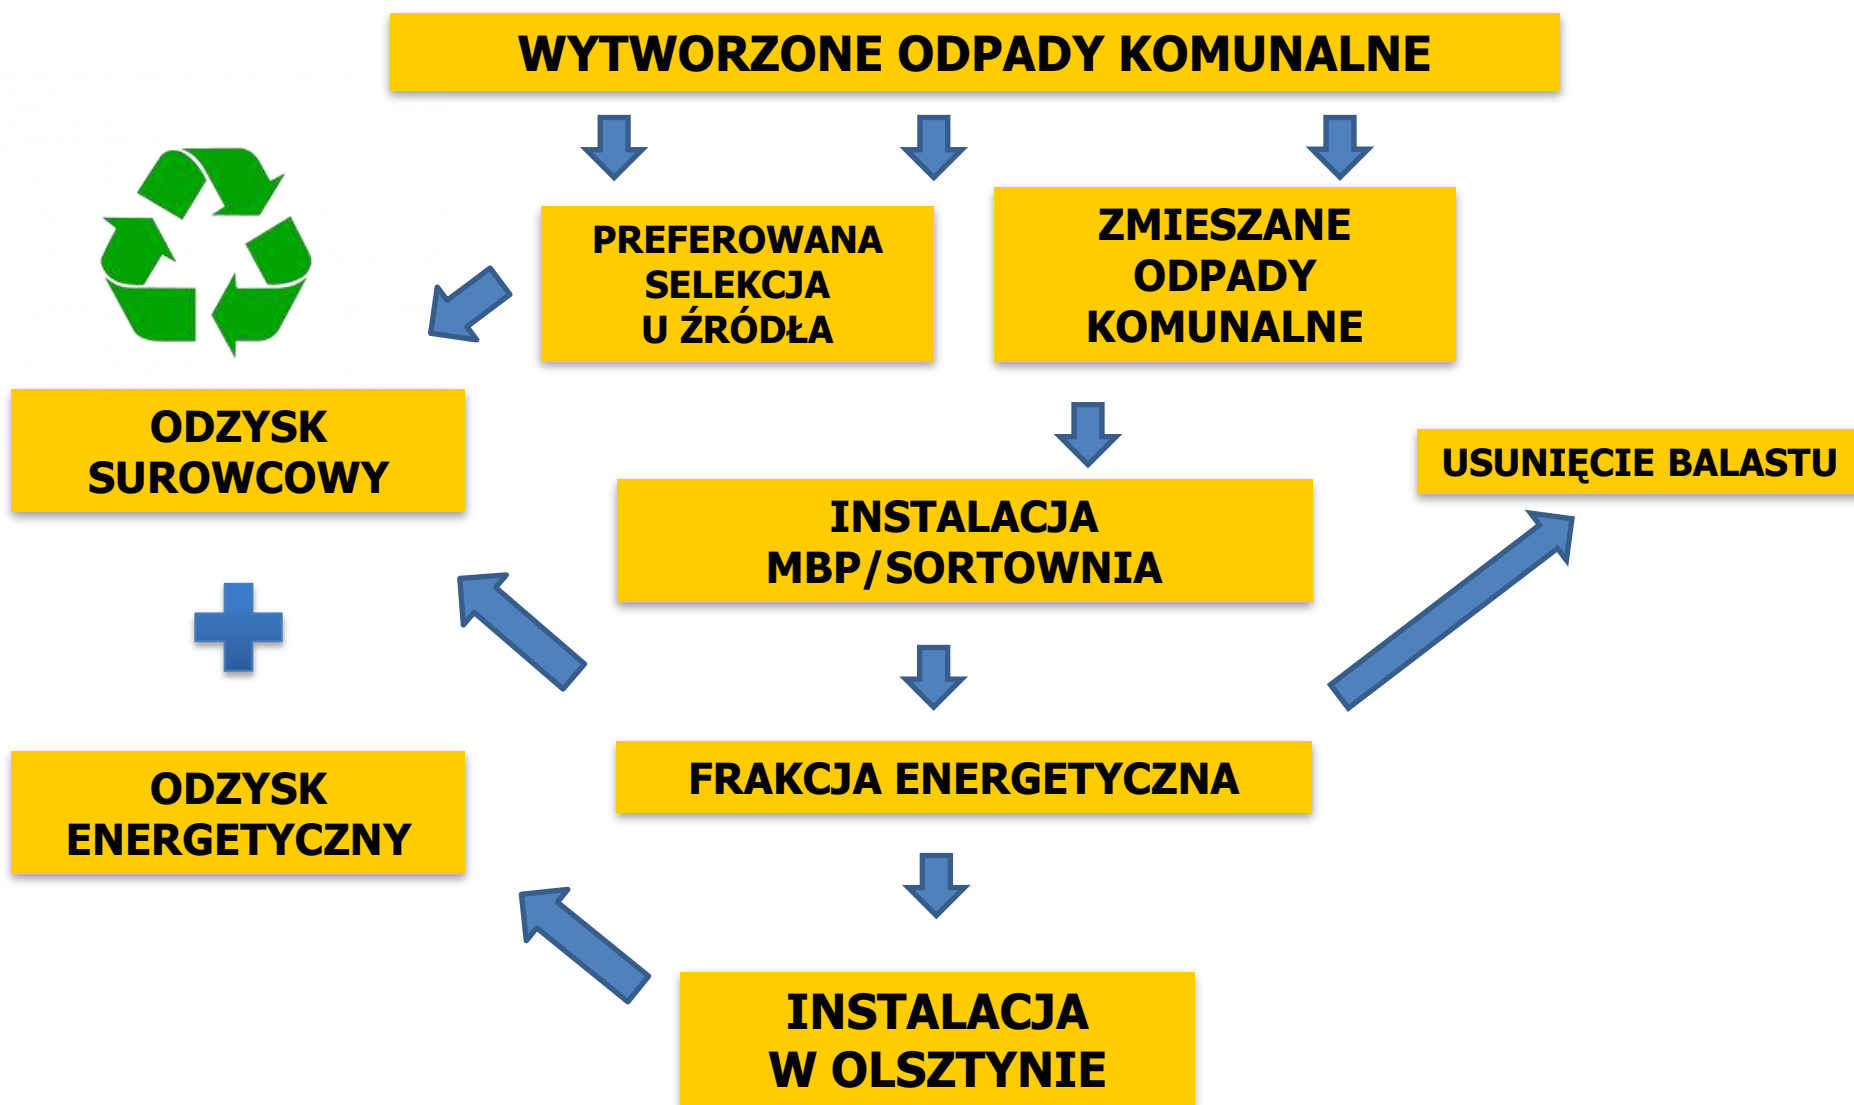 WYTWORZONE ODPADY KOMUNALNE
PREFEROWANA
SELEKCJA
U ŹRÓDŁA
ZMIESZANE
ODPADY
KOMUNALNE
ODZYSK
SUROWCOWY
USUNIĘCIE BALASTU
INSTALACJA
MBP/SORTOWNIA
ODZYSK
ENERGETYCZNY
FRAKCJA ENERGETYCZNA
INSTALACJA
W OLSZTYNIE